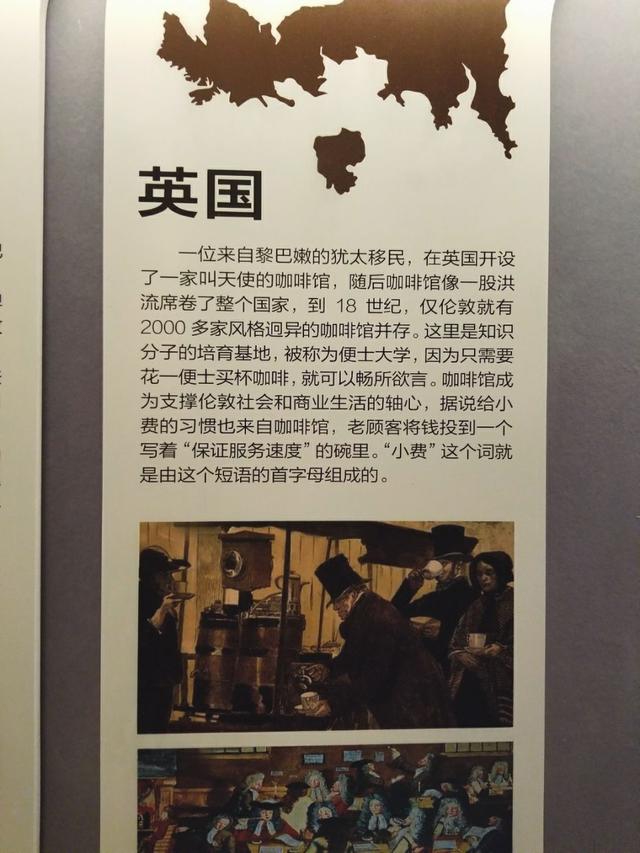 英国
一位来自黎巴嫩的犹太移民，在英国开设
了一家叫天使的咖啡馆，随后咖啡馆像一股洪
流席卷了整个国家，到 18 世纪，仅伦敦就有
2000 多家风格迥异的咖啡馆并存。这里是知识
分子的培育基地，被称为便士大学，因为只需要
花一便士买杯咖啡，就可以畅所欲言。咖啡馆成
为支撑伦敦社会和商业生活的轴心，据说给小
费的习惯也来自咖啡馆，老顾客将钱投到一个
写着“保证服务速度”的碗里。“小费”这个词就
是由这个短语的首字母组成的。